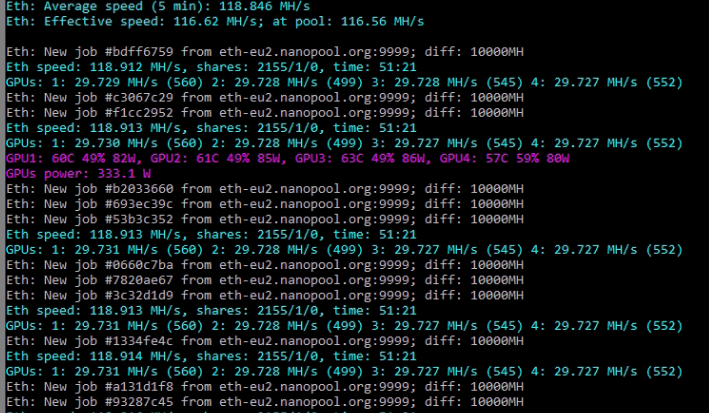 Eth: Average speed (5 min): 118.846 MH/s
Eth: Effective speed: 116.62 MH/s; at pool: 116.56 MH/s
Eth: New job #bdff6759 from eth-eu2.nanopool.org:9999; diff: 10000MH
Eth speed: 118.912 MH/s, shares: 2155/1/0, time: 51:21
GPUs: 1: 29.729 MH/s (560) 2: 29.728 MH/s (499) 3: 29.728 MH/s (545) 4: 29.727 MH/s (552)
Eth: New job #c3067c29 from eth-eu2.nanopool.org:9999; diff: 10000MH
Eth: New job #f1cc2952 from eth-eu2.nanopool.org:9999; diff: 10000MH
Eth speed: 118.913 MH/s, shares: 2155/1/0, time: 51:21
GPUs: 1: 29.730 MH/s (560) 2: 29.728 MH/s (499) 3: 29.727 MH/s (545) 4: 29.727 MH/s (552)
GPU1: 60C 49% 82W, GPU2: 61C 49% 85W, GPU3: 63C 49% 86W, GPU4: 57C 59% 80W
GPUs power: 333.1 W
Eth: New job #b2033660 from eth-eu2.nanopool.org:9999; diff: 10000MH
Eth: New job #693ec39c from eth-eu2.nanopool.org:9999; diff: 10000MH
Eth: New job #53b3c352 from eth-eu2.nanopool.org:9999; diff: 10000MH
Eth speed: 118.913 MH/s, shares: 2155/1/0, time: 51:21
GPUs: 1: 29.731 MH/s (560) 2: 29.728 MH/s (499) 3: 29.727 MH/s (545) 4: 29.727 MH/s (552)
Eth: New job #0660c7ba from eth-eu2.nanopool.org:9999; diff: 10000MH
Eth: New job #7820ae67 from eth-eu2.nanopool.org:9999; diff: 10000MH
Eth: New job #3c32d1d9 from eth-eu2.nanopool.org:9999; diff: 10000MH
Eth speed: 118.913 MH/s, shares: 2155/1/0, time: 51:21
GPUs: 1: 29.731 MH/s (560) 2: 29.728 MH/s (499) 3: 29.727 MH/s (545) 4: 29.727 MH/s (552)
Eth: New job #1334fe4c from eth-eu2.nanopool.org:9999; diff: 10000MH
Eth speed: 118.914 MH/s, shares: 2155/1/0, time: 51:21
GPUs: 1: 29.731 MH/s (560) 2: 29.728 MH/s (499) 3: 29.727 MH/s (545) 4: 29.727 MH/s (552)
Eth: New job #a131d1f8 from eth-eu2.nanopool.org:9999; diff: 10000MH
Eth: New job #93287c45 from eth-eu2.nanopool.org:9999; diff: 10000MH